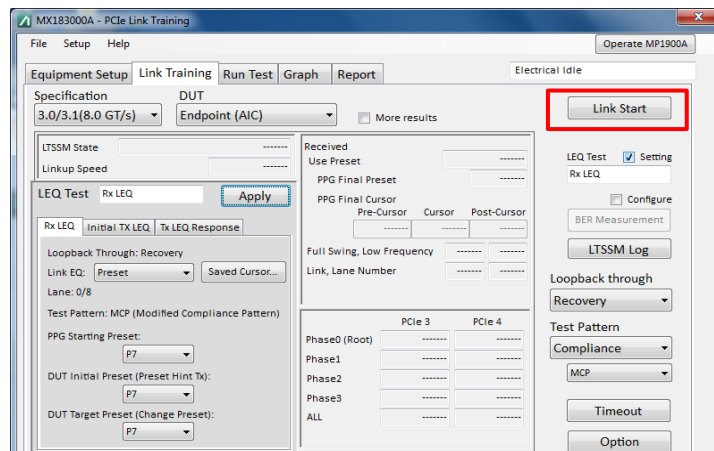 MX183000A - PCIe Link Training
File Setup Help
Operate MP1900A
Equipment Setup Link Training Run Test Graph Report
Electrical Idle
Specification DUT
3.0/3.1(8.0 GT/s) Endpoint (AIC)
More results
Link Start
LTSSM State -------
Linkup Speed -------
LEQ Test Rx LEQ Apply
Rx LEQ Initial TX LEQ Tx LEQ Response
Loopback Through: Recovery
Link EQ: Preset Saved Cursor...
Lane: 0/8
Test Pattern: MCP (Modified Compliance Pattern)
PPG Starting Preset:
P7
DUT Initial Preset (Preset Hint Tx):
P7
DUT Target Preset (Change Preset):
P7
Received
Use Preset -------
PPG Final Preset -------
PPG Final Cursor
Pre-Cursor Cursor Post-Cursor
------- ------- -------
Full Swing, Low Frequency ------- -------
Link, Lane Number ------- -------
PCIe 3 PCIe 4
Phase0 (Root) ------- -------
Phase1 ------- -------
Phase2 ------- -------
Phase3 ------- -------
ALL ------- -------
LEQ Test Setting
Rx LEQ
Configure
BER Measurement
LTSSM Log
Loopback through
Recovery
Test Pattern
Compliance
MCP
Timeout
Option